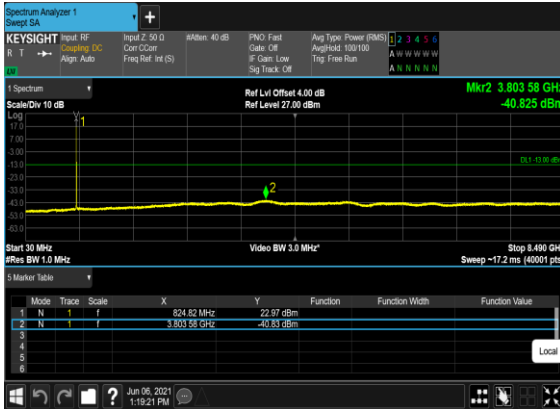 Spectrum Analyzer 1
Swept SA
KEYSIGHT
R T
Input: RF
Coupling: DC
Align: Auto
Input Z: 50 Ω
Corr CCorr
Freq Ref: Int (S)
#Atten: 40 dB
PNO: Fast
Gate: Off
IF Gain: Low
Sig Track: Off
Avg Type: Power (RMS)
Avg|Hold: 100/100
Trig: Free Run
1 2 3 4 5 6
A W W W W W
A N N N N N
1 Spectrum
Scale/Div 10 dB
Ref Lvl Offset 4.00 dB
Ref Level 27.00 dBm
Mkr2 3.803 58 GHz
-40.825 dBm
Log
17.0
7.00
-3.00
-13.0
-23.0
-33.0
-43.0
-53.0
-63.0
1
2
DL1 -13.00 dBm
Start 30 MHz
#Res BW 1.0 MHz
Video BW 3.0 MHz*
Stop 8.490 GH
Sweep ~17.2 ms (40001 pts
5 Marker Table
Mode Trace Scale X Y Function Function Width Function Value
1 N 1 f 824.82 MHz 22.97 dBm
2 N 1 f 3.803 58 GHz -40.83 dBm
3
4
5
6
Local
?
Jun 06, 2021
1:19:21 PM